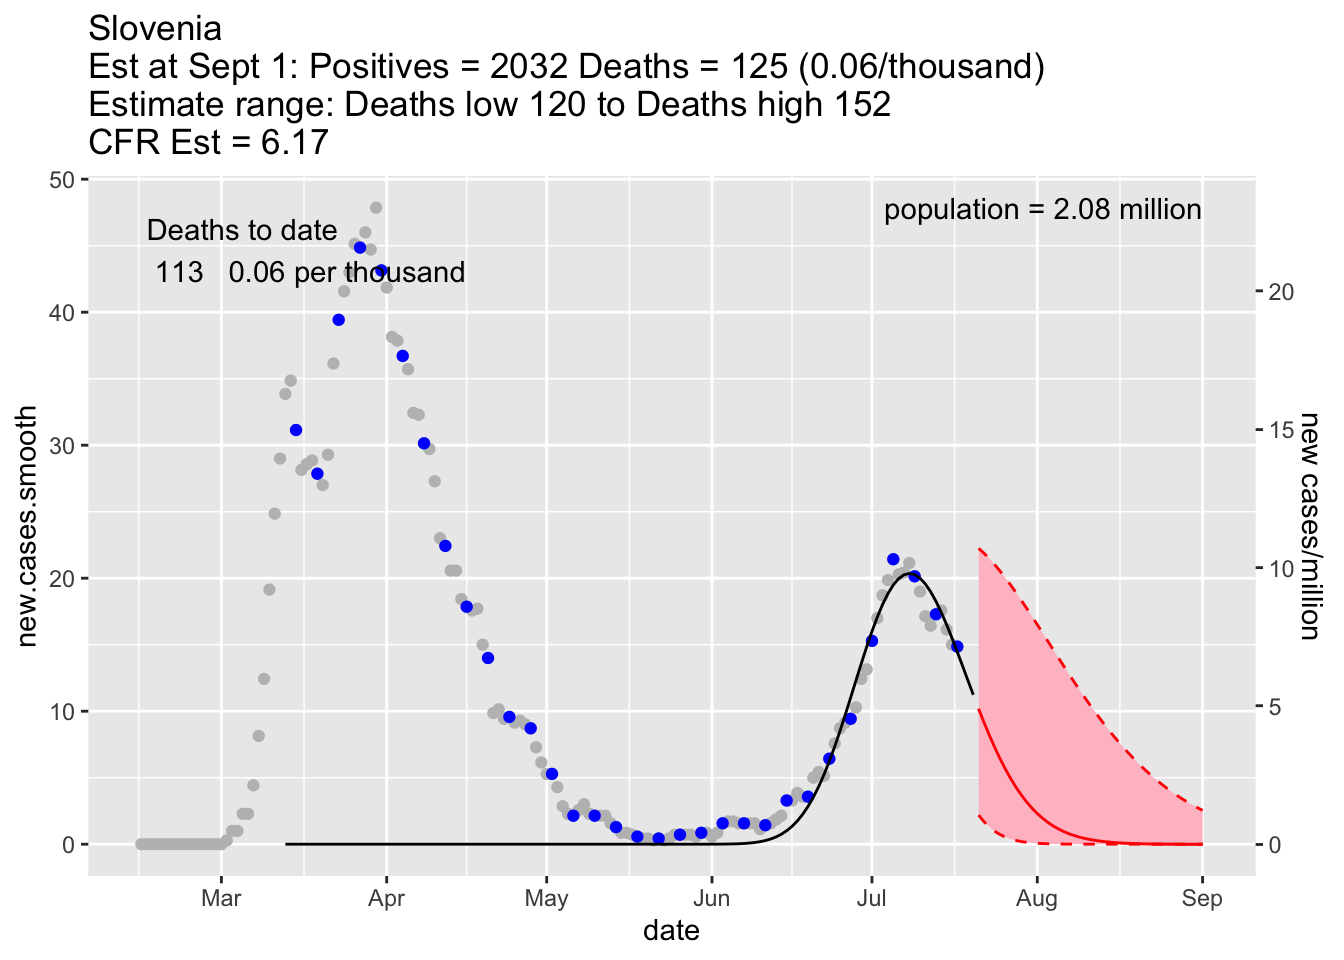 Slovenia
Est at Sept 1: Positives = 2032 Deaths = 125 (0.06/thousand)
Estimate range: Deaths low 120 to Deaths high 152
CFR Est = 6.17
Deaths to date
113 0.06 per thousand
population = 2.08 million
50
40
30
20
10
0
new.cases.smooth
20
15
10
5
0
new cases/million
Mar Apr May Jun Jul Aug Sep
date